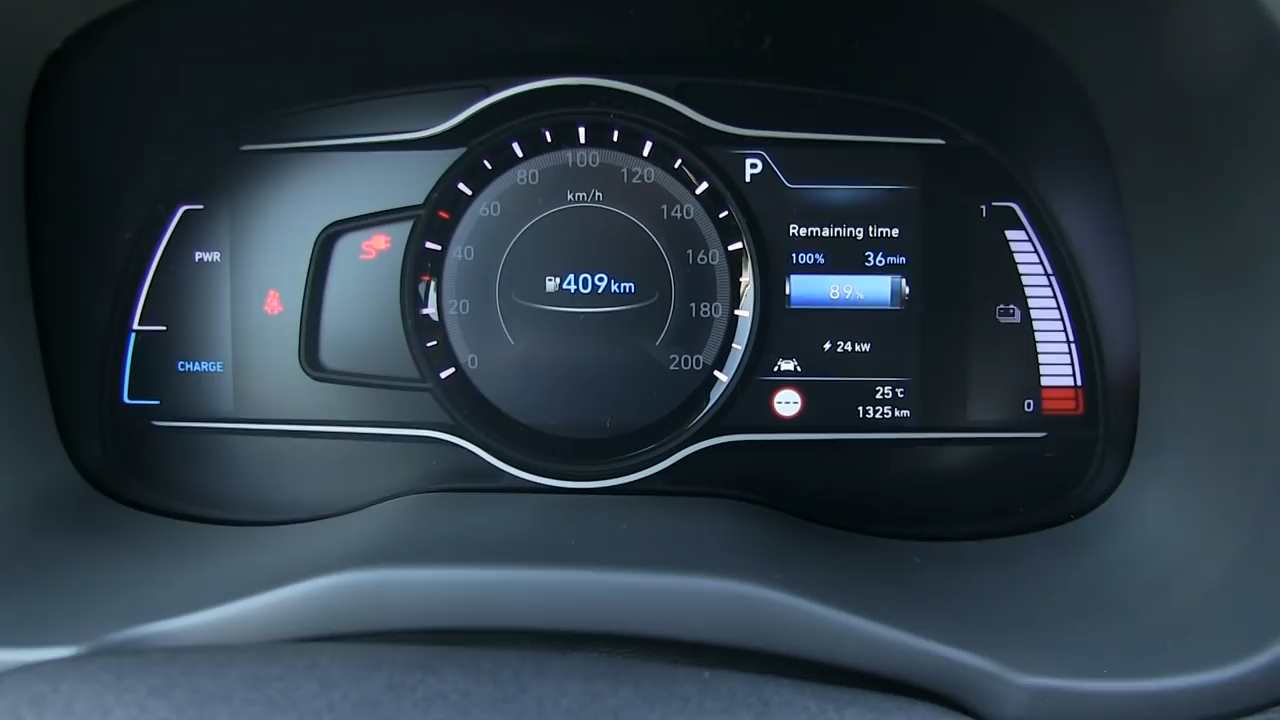 PWR
CHARGE
0
20
40
60
80
100
120
140
160
180
200
km/h
409km
P
Remaining time
100% 36min
89%
24 kW
25 ℃
1325 km
1
0